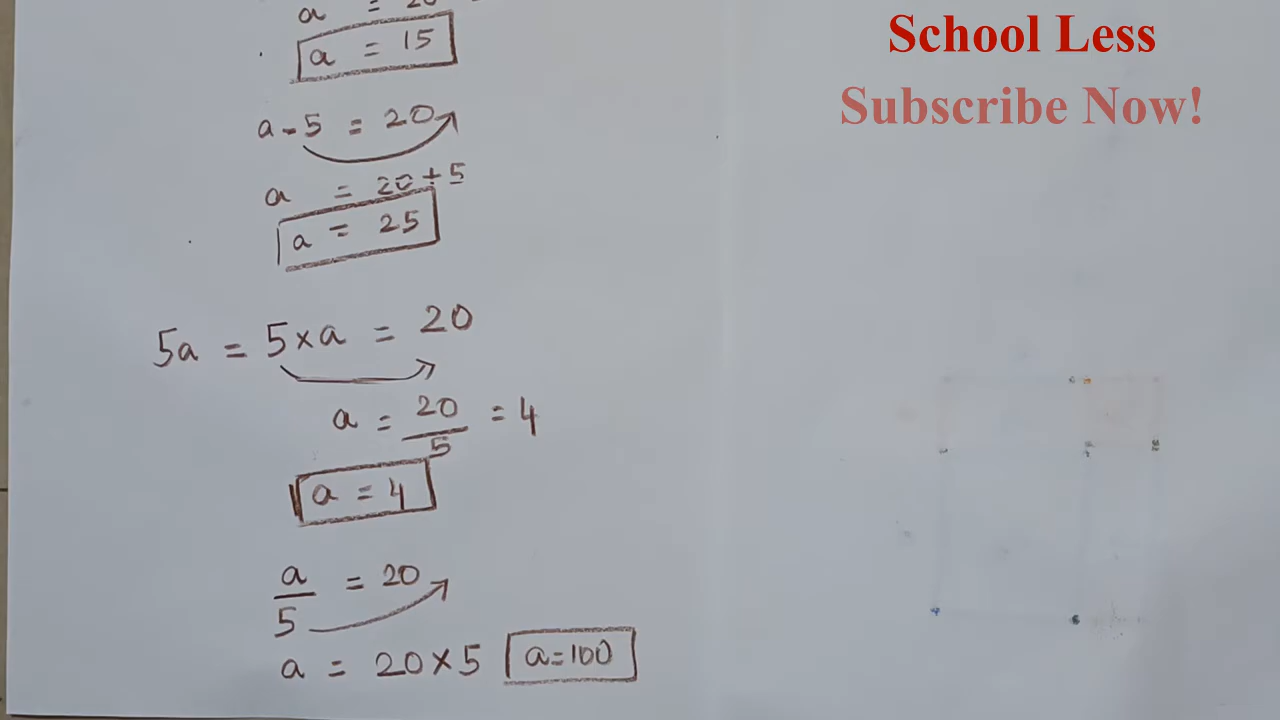 a = 20
a = 15
a - 5 = 20
a = 20 + 5
a = 25
5a = 5 × a = 20
a = 20/5 = 4
a = 4
a/5 = 20
a = 20 × 5 a = 100
School Less
Subscribe Now!